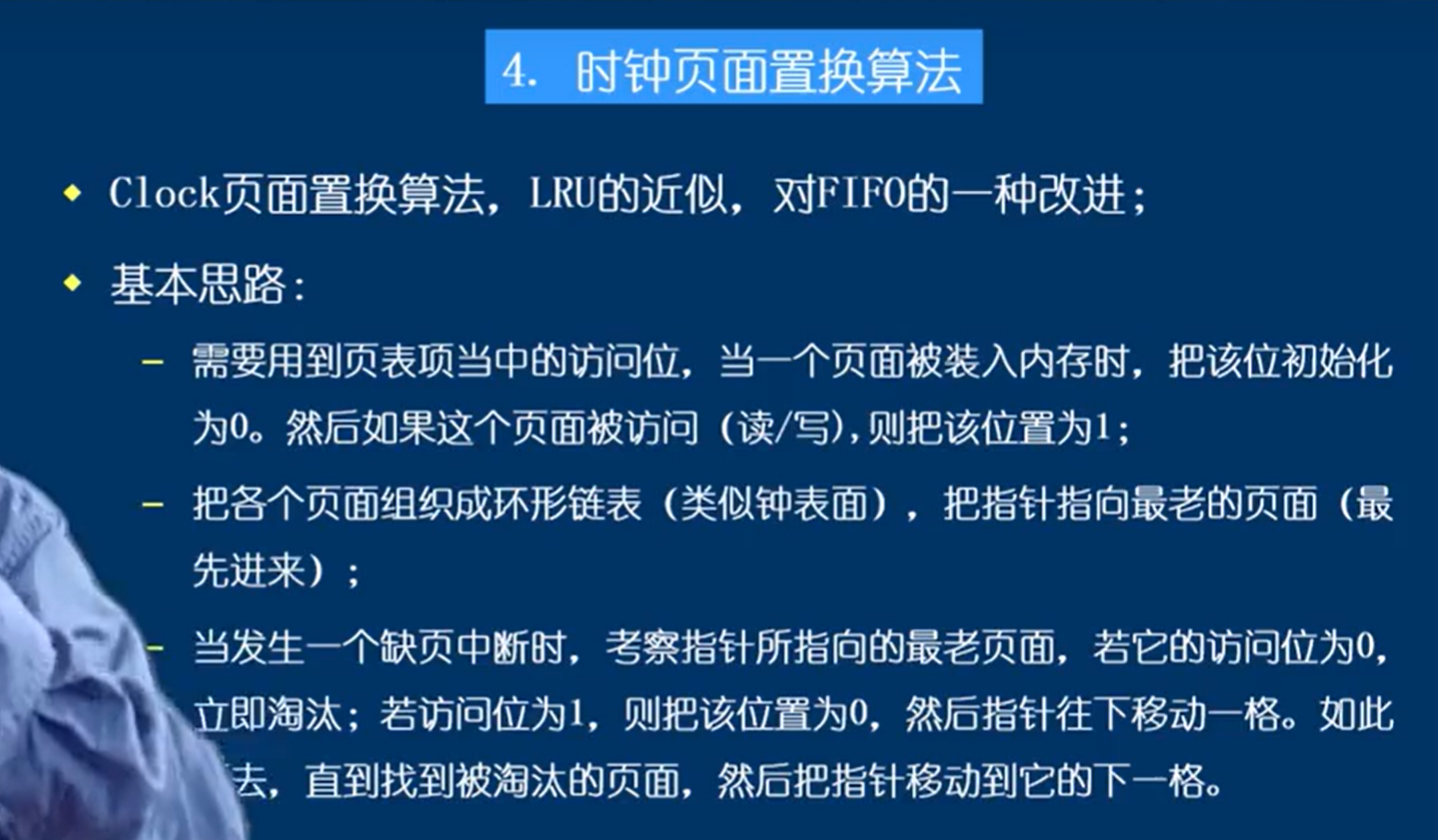 4. 时钟页面置换算法
Clock页面置换算法，LRU的近似，对FIFO的一种改进；
基本思路：
— 需要用到页表项当中的访问位，当一个页面被装入内存时，把该位初始化
为0。然后如果这个页面被访问（读/写），则把该位置为1；
— 把各个页面组织成环形链表（类似钟表面），把指针指向最老的页面（最
先进来）；
— 当发生一个缺页中断时，考察指针所指向的最老页面，若它的访问位为0，
立即淘汰；若访问位为1，则把该位置为0，然后指针往下移动一格。如此
去，直到找到被淘汰的页面，然后把指针移动到它的下一格。